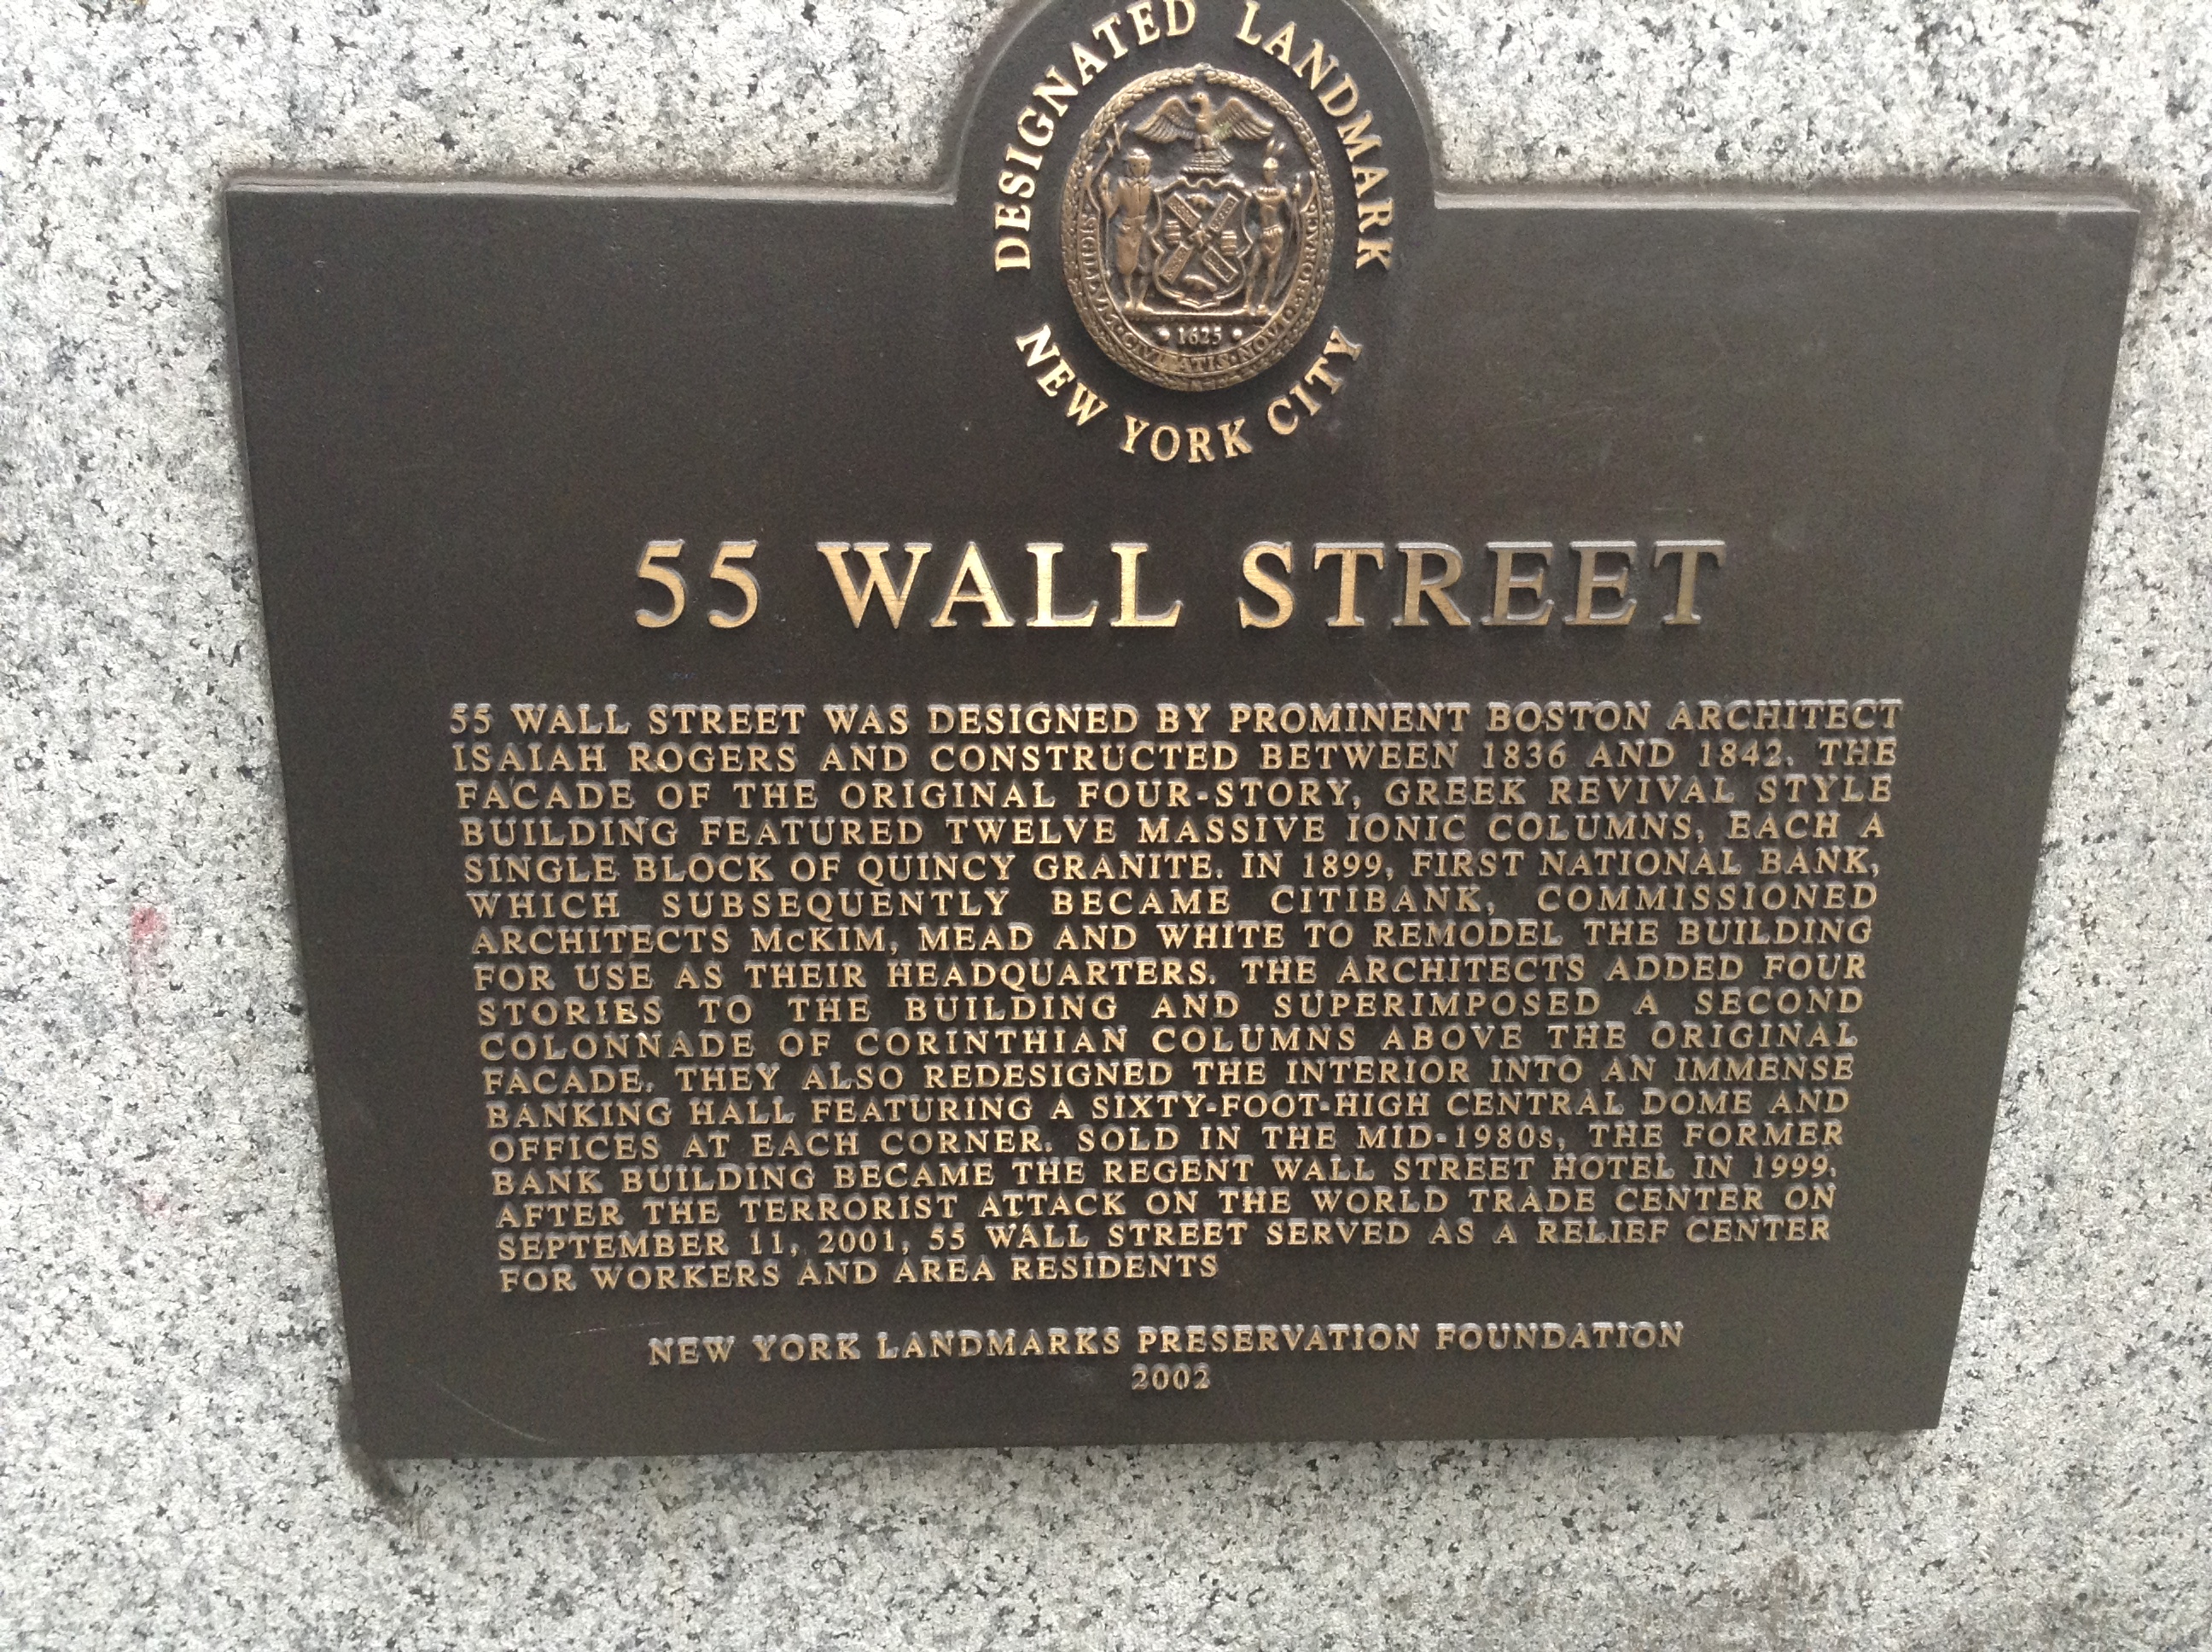 DESIGNATED LANDMARK
1625
SIGILLUM · CIVITATIS · NOVI · EBORACI
NEW YORK CITY
55 WALL STREET
55 WALL STREET WAS DESIGNED BY PROMINENT BOSTON ARCHITECT
ISAIAH ROGERS AND CONSTRUCTED BETWEEN 1836 AND 1842. THE
FACADE OF THE ORIGINAL FOUR-STORY, GREEK REVIVAL STYLE
BUILDING FEATURED TWELVE MASSIVE IONIC COLUMNS, EACH A
SINGLE BLOCK OF QUINCY GRANITE. IN 1899, FIRST NATIONAL BANK,
WHICH SUBSEQUENTLY BECAME CITIBANK, COMMISSIONED
ARCHITECTS McKIM, MEAD AND WHITE TO REMODEL THE BUILDING
FOR USE AS THEIR HEADQUARTERS. THE ARCHITECTS ADDED FOUR
STORIES TO THE BUILDING AND SUPERIMPOSED A SECOND
COLONNADE OF CORINTHIAN COLUMNS ABOVE THE ORIGINAL
FACADE. THEY ALSO REDESIGNED THE INTERIOR INTO AN IMMENSE
BANKING HALL FEATURING A SIXTY-FOOT-HIGH CENTRAL DOME AND
OFFICES AT EACH CORNER. SOLD IN THE MID-1980s, THE FORMER
BANK BUILDING BECAME THE REGENT WALL STREET HOTEL IN 1999.
AFTER THE TERRORIST ATTACK ON THE WORLD TRADE CENTER ON
SEPTEMBER 11, 2001, 55 WALL STREET SERVED AS A RELIEF CENTER
FOR WORKERS AND AREA RESIDENTS
NEW YORK LANDMARKS PRESERVATION FOUNDATION
2002